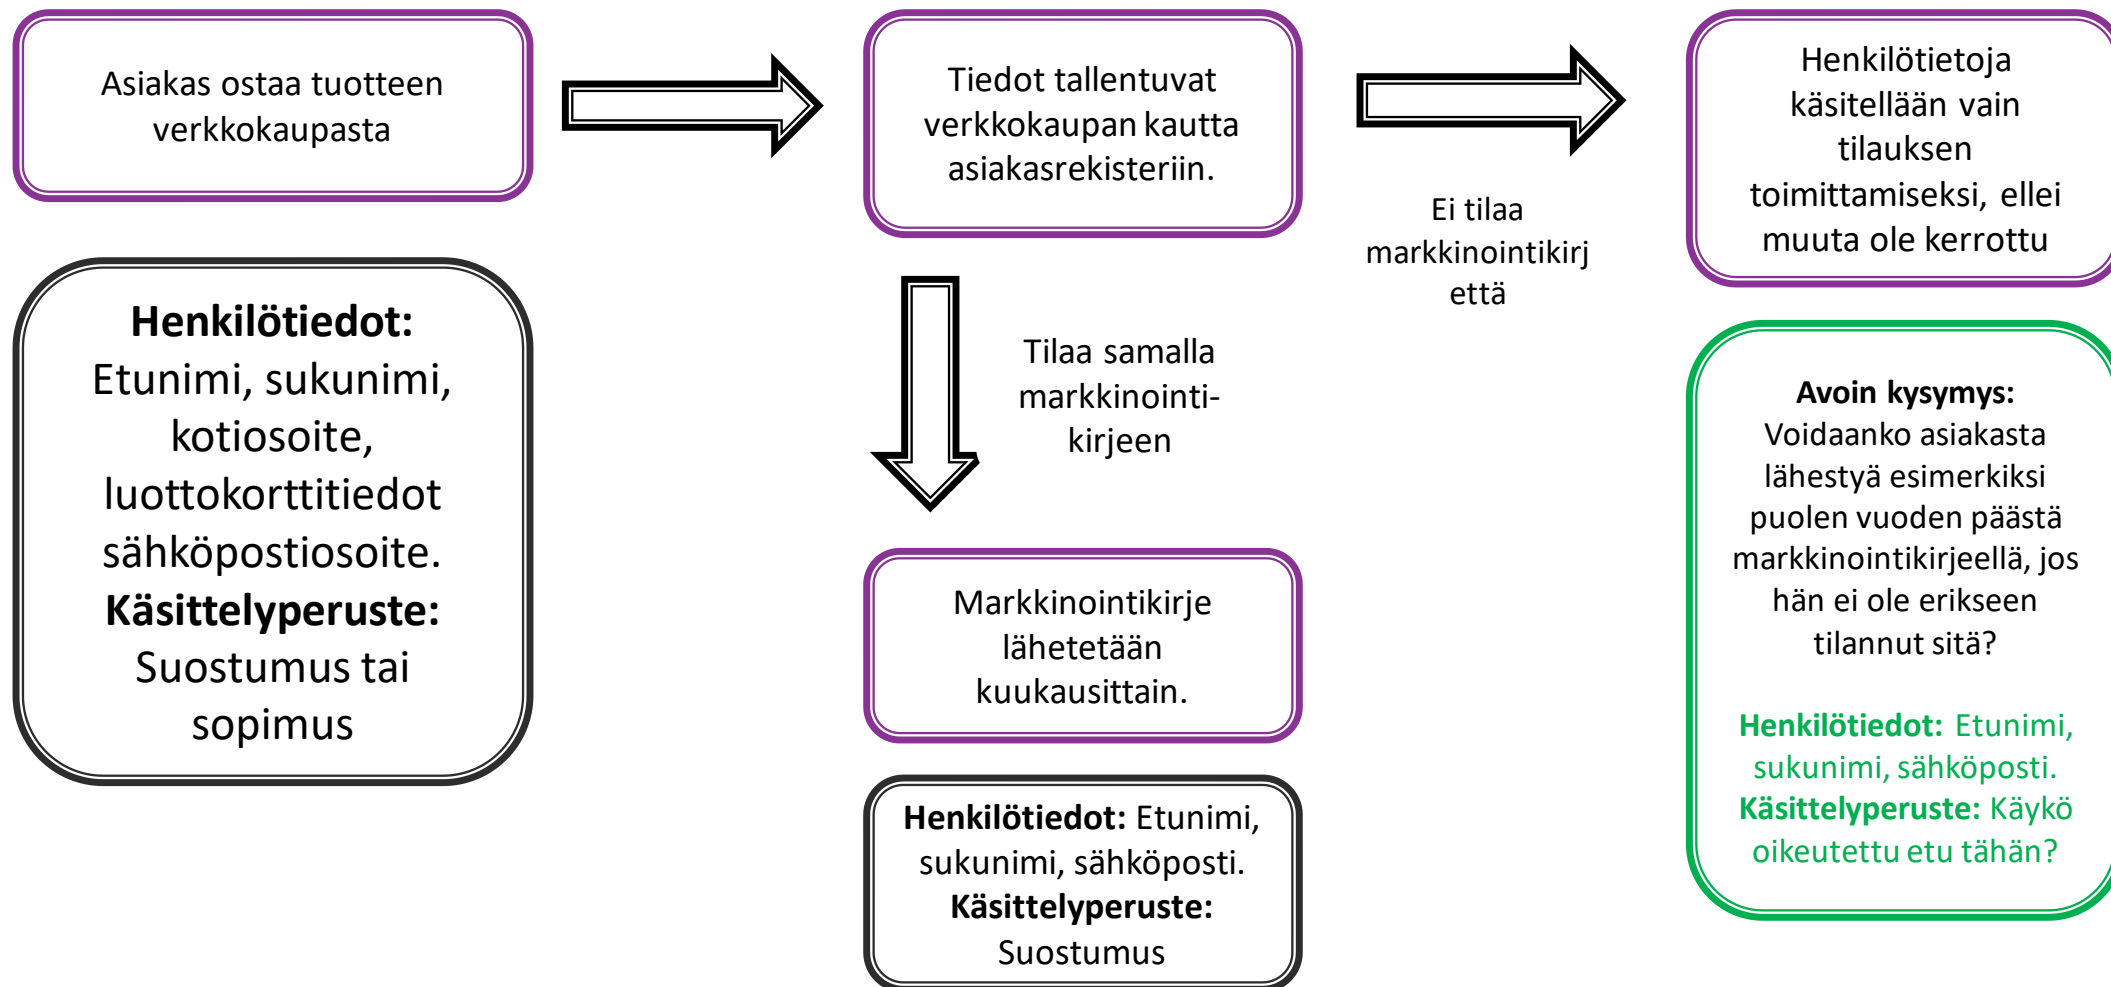 Asiakas ostaa tuotteen
verkkokaupasta
Henkilötiedot:
Etunimi, sukunimi,
kotiosoite,
luottokorttitiedot
sähköpostiosoite.
Käsittelyperuste:
Suostumus tai
sopimus
Tiedot tallentuvat
verkkokaupan kautta
asiakasrekisteriin.
Tilaa samalla
markkinointi-
kirjeen
Markkinointikirje
lähetetään
kuukausittain.
Henkilötiedot: Etunimi,
sukunimi, sähköposti.
Käsittelyperuste:
Suostumus
Ei tilaa
markkinointikirj
että
Henkilötietoja
käsitellään vain
tilauksen
toimittamiseksi, ellei
muuta ole kerrottu
Avoin kysymys:
Voidaanko asiakasta
lähestyä esimerkiksi
puolen vuoden päästä
markkinointikirjeellä, jos
hän ei ole erikseen
tilannut sitä?
Henkilötiedot: Etunimi,
sukunimi, sähköposti.
Käsittelyperuste: Käykö
oikeutettu etu tähän?